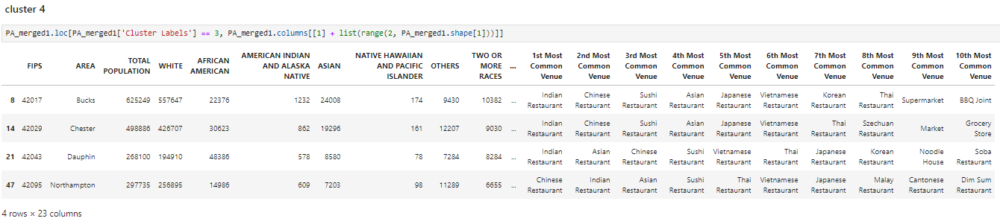 cluster 4
PA_merged1.loc[PA_merged1['Cluster Labels'] == 3, PA_merged1.columns[[1] + list(range(2, PA_merged1.shape[1]))]]
FIPS AREA TOTAL POPULATION WHITE AFRICAN AMERICAN AMERICAN INDIAN AND ALASKA NATIVE ASIAN NATIVE HAWAIIAN AND PACIFIC ISLANDER OTHERS TWO OR MORE RACES ... 1st Most Common Venue 2nd Most Common Venue 3rd Most Common Venue 4th Most Common Venue 5th Most Common Venue 6th Most Common Venue 7th Most Common Venue 8th Most Common Venue 9th Most Common Venue 10th Most Common Venue
8 42017 Bucks 625249 557647 22376 1232 24008 174 9430 10382 ... Indian Restaurant Chinese Restaurant Sushi Restaurant Asian Restaurant Japanese Restaurant Vietnamese Restaurant Korean Restaurant Thai Restaurant Supermarket BBQ Joint
14 42029 Chester 498886 426707 30623 862 19296 161 12207 9030 ... Indian Restaurant Chinese Restaurant Sushi Restaurant Asian Restaurant Japanese Restaurant Vietnamese Restaurant Thai Restaurant Szechuan Restaurant Market Grocery Store
21 42043 Dauphin 268100 194910 48386 578 8580 78 7284 8284 ... Indian Restaurant Asian Restaurant Chinese Restaurant Sushi Restaurant Vietnamese Restaurant Thai Restaurant Japanese Restaurant Korean Restaurant Noodle House Soba Restaurant
47 42095 Northampton 297735 256895 14986 609 7203 98 11289 6655 ... Chinese Restaurant Indian Restaurant Asian Restaurant Sushi Restaurant Thai Restaurant Vietnamese Restaurant Japanese Restaurant Malay Restaurant Cantonese Restaurant Dim Sum Restaurant
4 rows × 23 columns